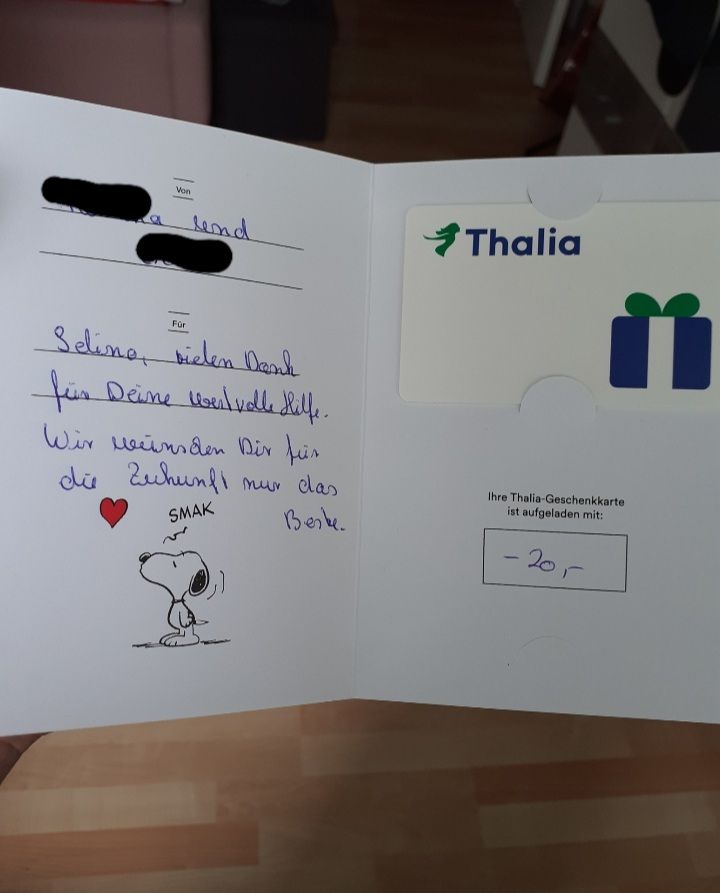 Von
und
Für
Selina, vielen Dank
für Deine wertvolle Hilfe.
Wir wünschen Dir für
die Zukunft nur das
Beste.
SMAK
Thalia
Ihre Thalia-Geschenkkarte
ist aufgeladen mit:
- 20,-